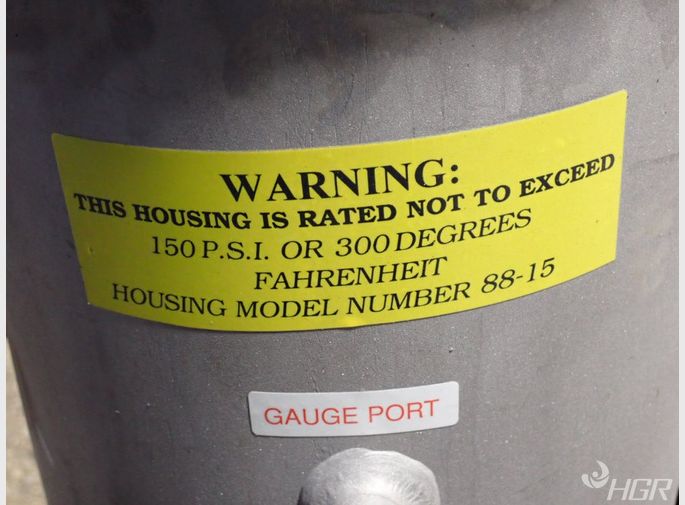 WARNING:
THIS HOUSING IS RATED NOT TO EXCEED
150 P.S.I. OR 300 DEGREES
FAHRENHEIT
HOUSING MODEL NUMBER 88-15
GAUGE PORT
HGR